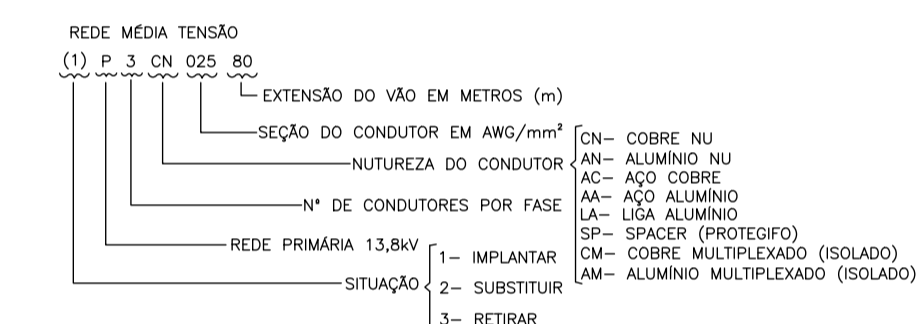 REDE MÉDIA TENSÃO
(1) P 3 CN 025 80
EXTENSÃO DO VÃO EM METROS (m)
SEÇÃO DO CONDUTOR EM AWG/mm²
NUTUREZA DO CONDUTOR
CN– COBRE NU
AN– ALUMÍNIO NU
AC– AÇO COBRE
AA– AÇO ALUMÍNIO
LA– LIGA ALUMÍNIO
SP– SPACER (PROTEGIFO)
CM– COBRE MULTIPLEXADO (ISOLADO)
AM– ALUMÍNIO MULTIPLEXADO (ISOLADO)
N° DE CONDUTORES POR FASE
REDE PRIMÁRIA 13,8kV
SITUAÇÃO
1– IMPLANTAR
2– SUBSTITUIR
3– RETIRAR